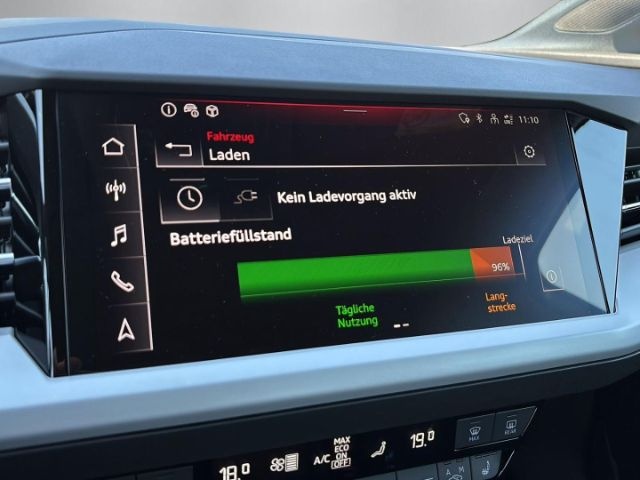 11:10
Fahrzeug
Laden
Kein Ladevorgang aktiv
Batteriefüllstand
Ladeziel
96%
Tägliche
Nutzung
Lang-
strecke
18.0
A/C
MAX
ECO
ON
OFF
19.0
MAX
REAR
A M